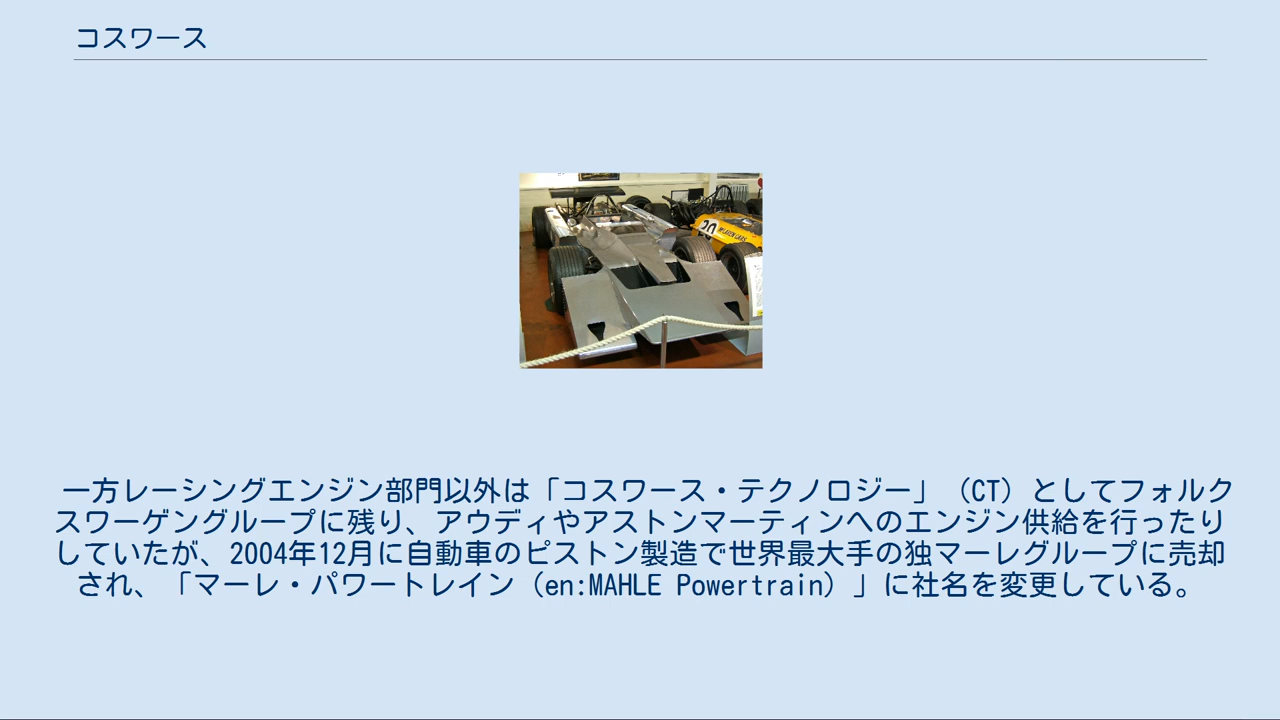 コスワース
20
McLAREN CARS
一方レーシングエンジン部門以外は「コスワース・テクノロジー」（CT）としてフォルク
スワーゲングループに残り、アウディやアストンマーティンへのエンジン供給を行ったり
していたが、2004年12月に自動車のピストン製造で世界最大手の独マーレグループに売却
され、「マーレ・パワートレイン（en:MAHLE Powertrain）」に社名を変更している。